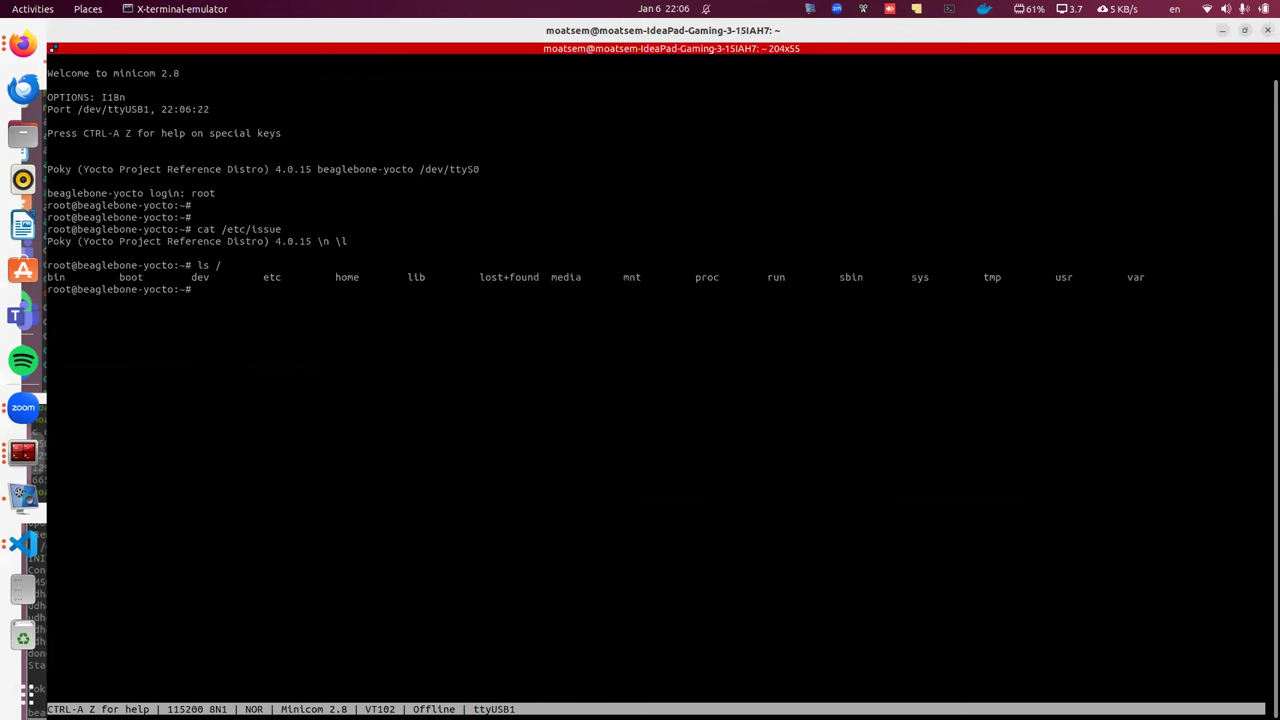 Activities Places X-terminal-emulator Jan 6 22:06 61% 3.7 5 KB/s
moatsem@moatsem-IdeaPad-Gaming-3-15IAH7: ~
moatsem@moatsem-IdeaPad-Gaming-3-15IAH7: ~ 204x55
Welcome to minicom 2.8
OPTIONS: I18n
Port /dev/ttyUSB1, 22:06:22
Press CTRL-A Z for help on special keys
Poky (Yocto Project Reference Distro) 4.0.15 beaglebone-yocto /dev/ttyS0
beaglebone-yocto login: root
root@beaglebone-yocto:~#
root@beaglebone-yocto:~#
root@beaglebone-yocto:~# cat /etc/issue
Poky (Yocto Project Reference Distro) 4.0.15 \n \l
root@beaglebone-yocto:~# ls /
bin boot dev etc home lib lost+found media mnt proc run sbin sys tmp usr var
root@beaglebone-yocto:~#
zoom
CTRL-A Z for help | 115200 8N1 | NOR | Minicom 2.8 | VT102 | Offline | ttyUSB1